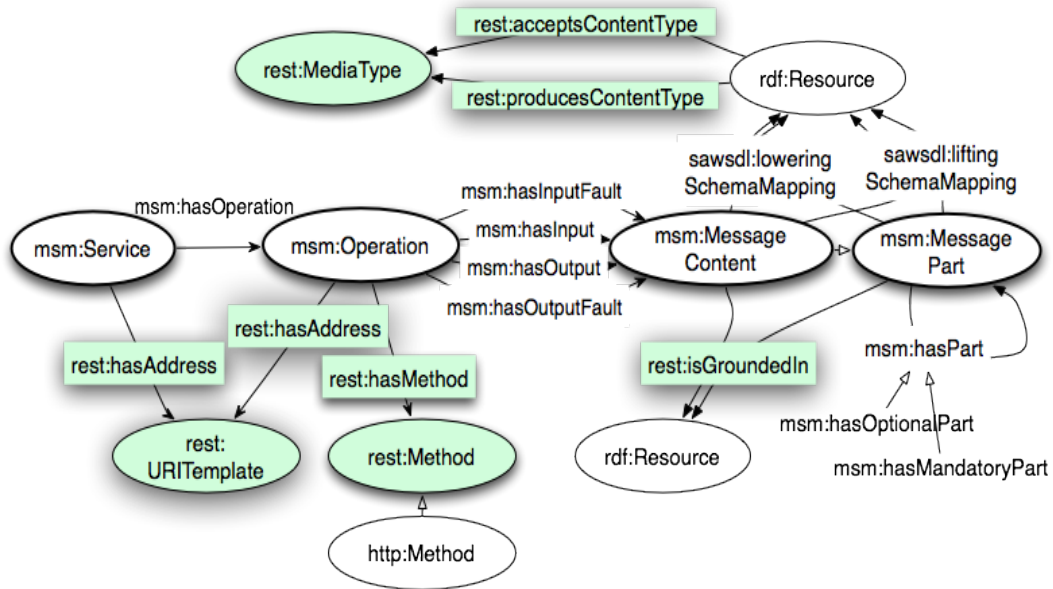 rest:acceptsContentType
rest:MediaType
rdf:Resource
rest:producesContentType
sawsdl:lowering
SchemaMapping
sawsdl:lifting
SchemaMapping
msm:hasOperation
msm:hasInputFault
msm:Service
msm:Operation
msm:hasInput
msm:hasOutput
msm:hasOutputFault
msm:Message
Content
msm:Message
Part
rest:hasAddress
rest:hasAddress
rest:hasMethod
rest:isGroundedIn
msm:hasPart
msm:hasOptionalPart
msm:hasMandatoryPart
rest:
URITemplate
rest:Method
rdf:Resource
http:Method